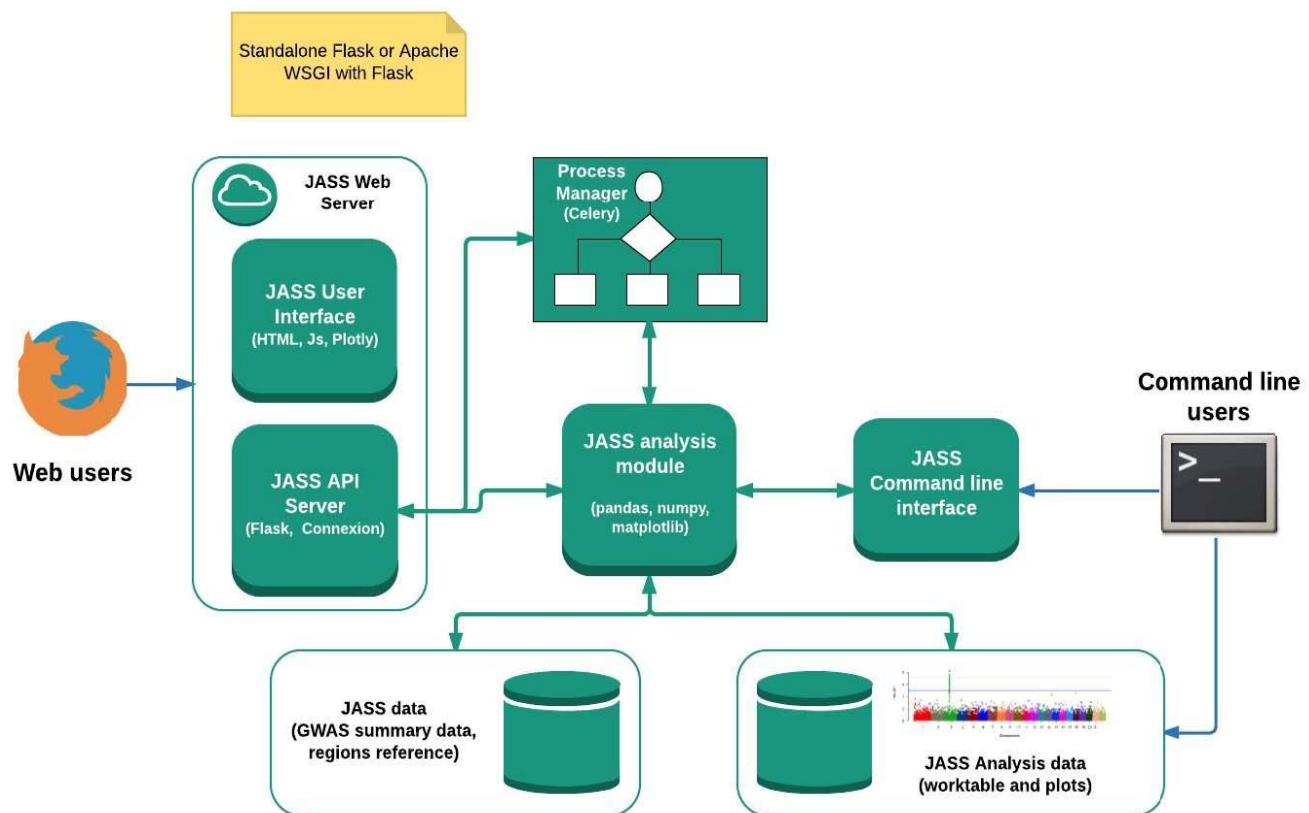 Standalone Flask or Apache
WSGI with Flask
JASS Web
Server
JASS User
Interface
(HTML, Js, Plotly)
JASS API
Server
(Flask, Connexion)
Web users
Process
Manager
(Celery)
JASS analysis
module
(pandas, numpy,
matplotlib)
JASS
Command line
interface
Command line
users
>_
JASS data
(GWAS summary data,
regions reference)
JASS Analysis data
(worktable and plots)